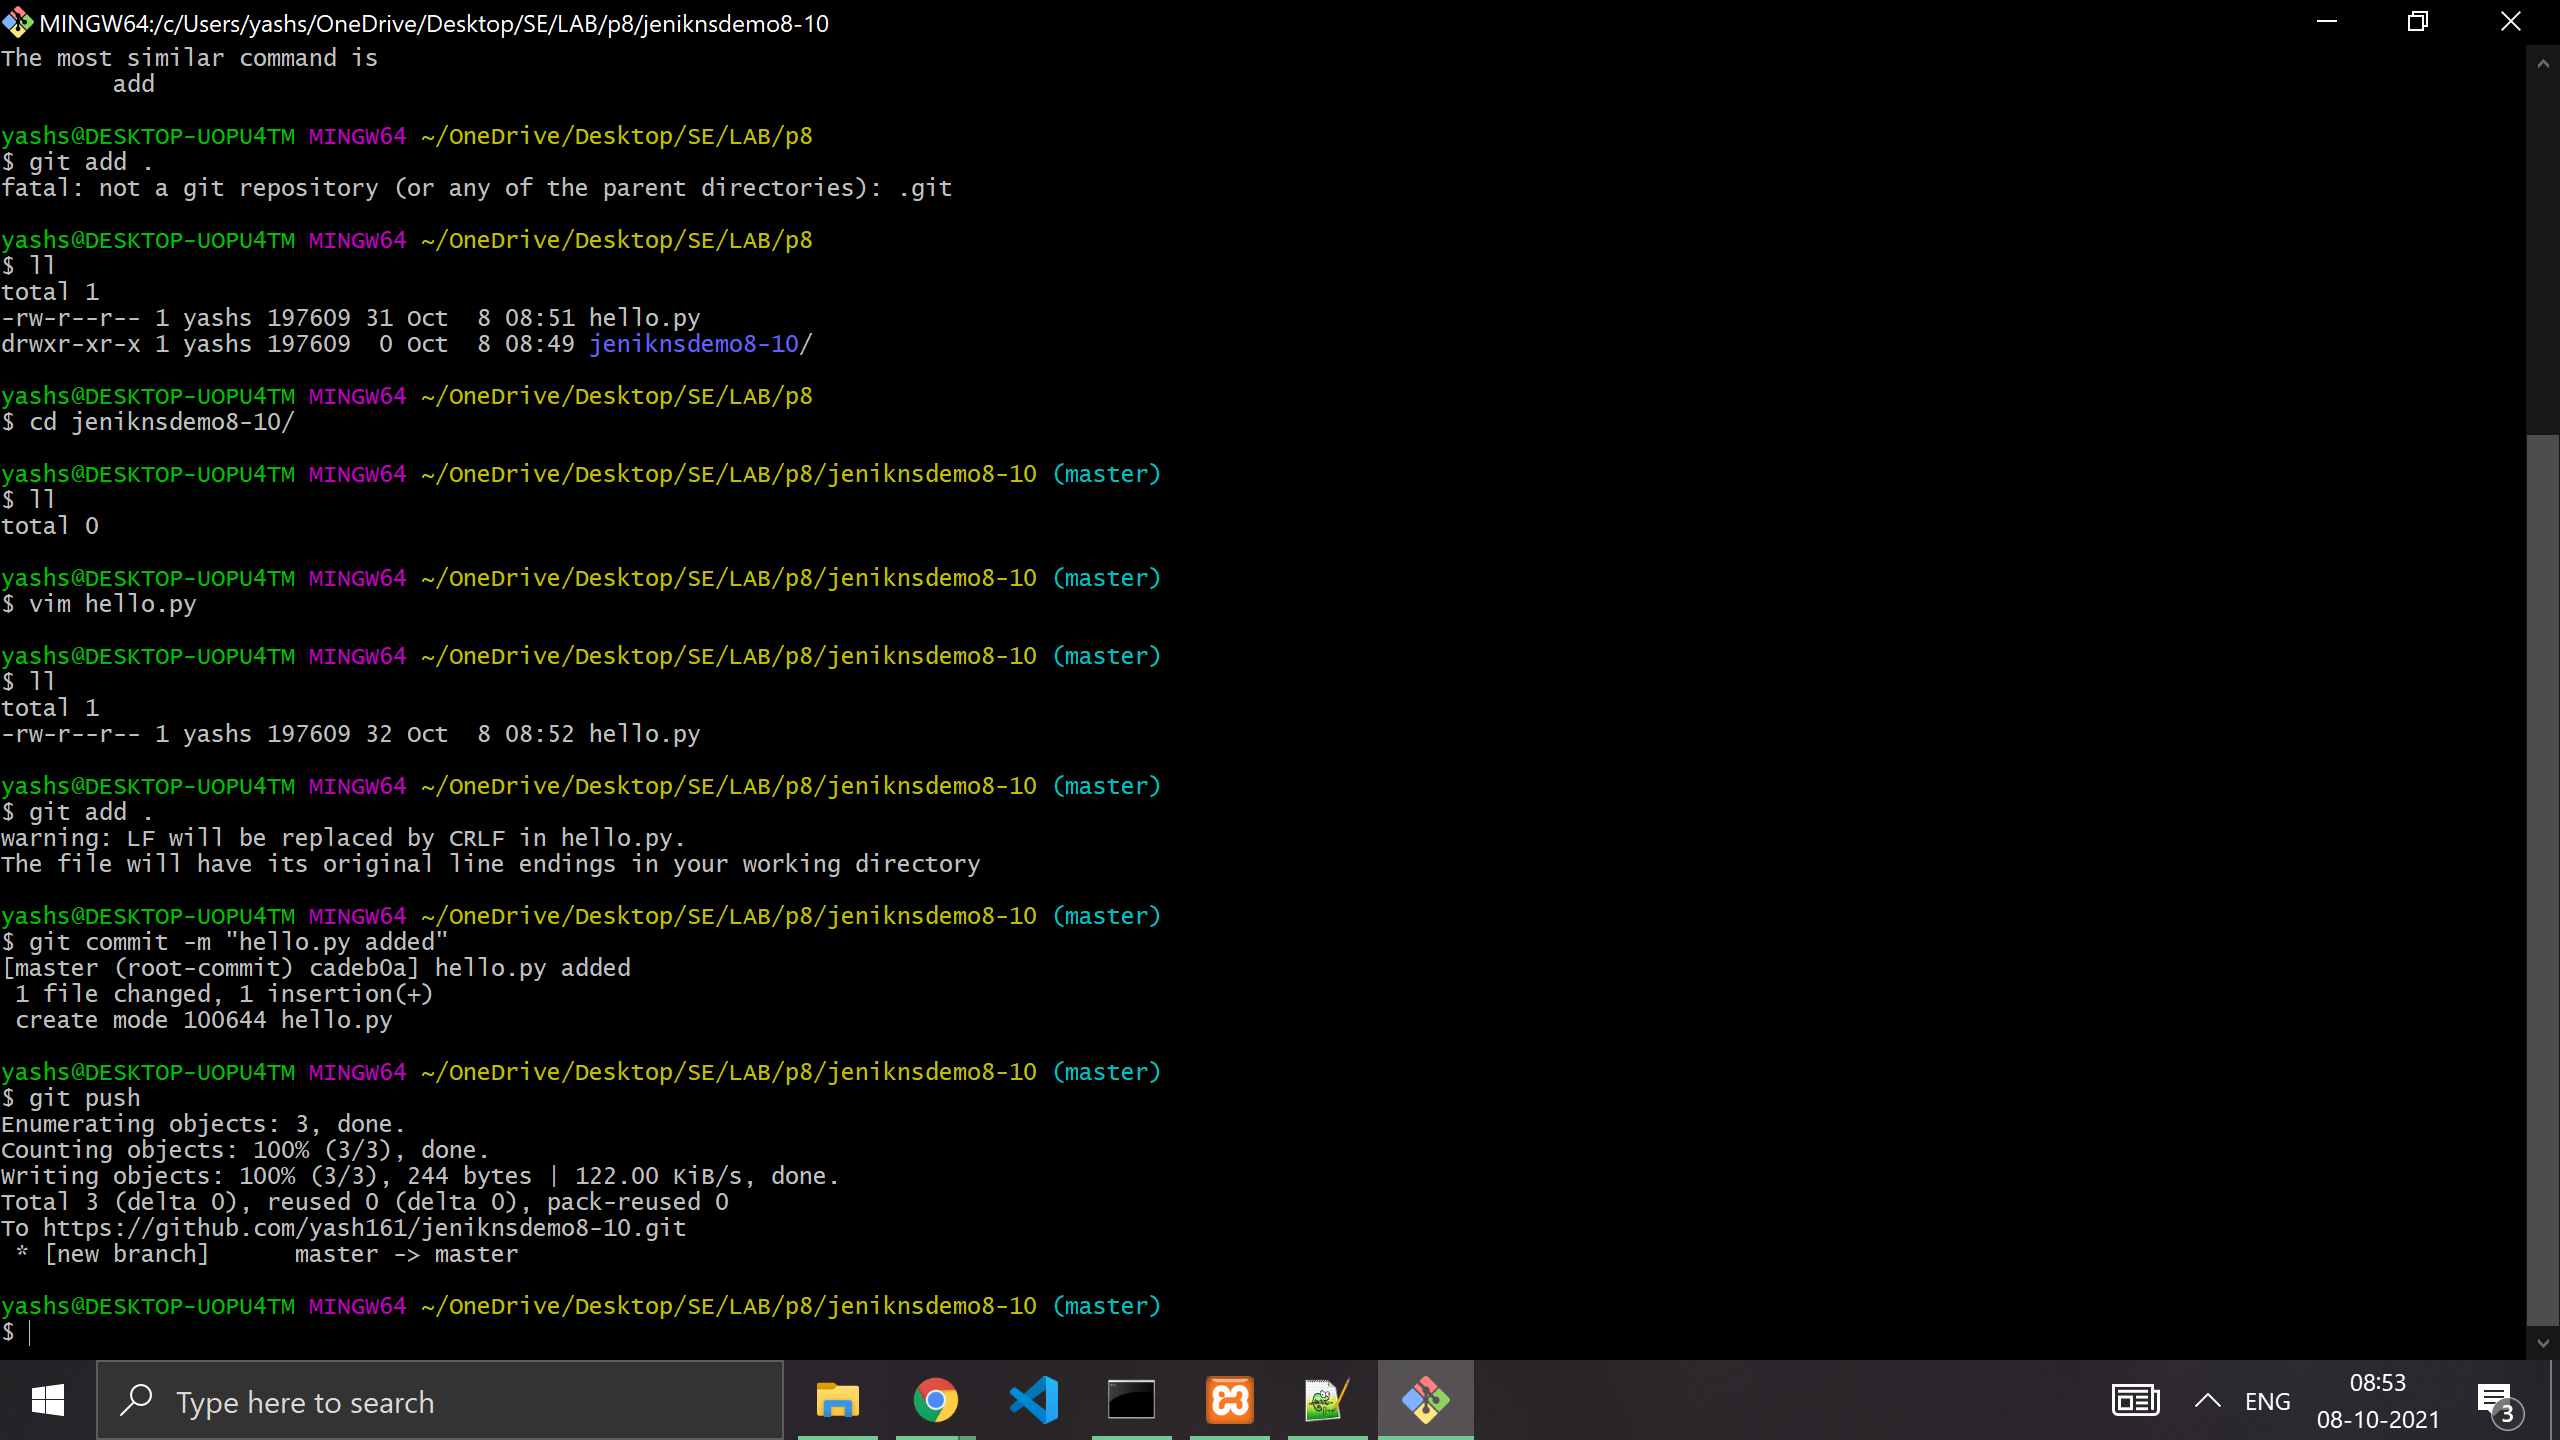 MINGW64:/c/Users/yashs/OneDrive/Desktop/SE/LAB/p8/jeniknsdemo8-10
The most similar command is
        add
yashs@DESKTOP-UOPU4TM MINGW64 ~/OneDrive/Desktop/SE/LAB/p8
$ git add .
fatal: not a git repository (or any of the parent directories): .git
yashs@DESKTOP-UOPU4TM MINGW64 ~/OneDrive/Desktop/SE/LAB/p8
$ ll
total 1
-rw-r--r-- 1 yashs 197609 31 Oct  8 08:51 hello.py
drwxr-xr-x 1 yashs 197609  0 Oct  8 08:49 jeniknsdemo8-10/
yashs@DESKTOP-UOPU4TM MINGW64 ~/OneDrive/Desktop/SE/LAB/p8
$ cd jeniknsdemo8-10/
yashs@DESKTOP-UOPU4TM MINGW64 ~/OneDrive/Desktop/SE/LAB/p8/jeniknsdemo8-10 (master)
$ ll
total 0
yashs@DESKTOP-UOPU4TM MINGW64 ~/OneDrive/Desktop/SE/LAB/p8/jeniknsdemo8-10 (master)
$ vim hello.py
yashs@DESKTOP-UOPU4TM MINGW64 ~/OneDrive/Desktop/SE/LAB/p8/jeniknsdemo8-10 (master)
$ ll
total 1
-rw-r--r-- 1 yashs 197609 32 Oct  8 08:52 hello.py
yashs@DESKTOP-UOPU4TM MINGW64 ~/OneDrive/Desktop/SE/LAB/p8/jeniknsdemo8-10 (master)
$ git add .
warning: LF will be replaced by CRLF in hello.py.
The file will have its original line endings in your working directory
yashs@DESKTOP-UOPU4TM MINGW64 ~/OneDrive/Desktop/SE/LAB/p8/jeniknsdemo8-10 (master)
$ git commit -m "hello.py added"
[master (root-commit) cadeb0a] hello.py added
 1 file changed, 1 insertion(+)
 create mode 100644 hello.py
yashs@DESKTOP-UOPU4TM MINGW64 ~/OneDrive/Desktop/SE/LAB/p8/jeniknsdemo8-10 (master)
$ git push
Enumerating objects: 3, done.
Counting objects: 100% (3/3), done.
Writing objects: 100% (3/3), 244 bytes | 122.00 KiB/s, done.
Total 3 (delta 0), reused 0 (delta 0), pack-reused 0
To https://github.com/yash161/jeniknsdemo8-10.git
 * [new branch]      master -> master
yashs@DESKTOP-UOPU4TM MINGW64 ~/OneDrive/Desktop/SE/LAB/p8/jeniknsdemo8-10 (master)
$
Type here to search
ENG
08:53
08-10-2021
3